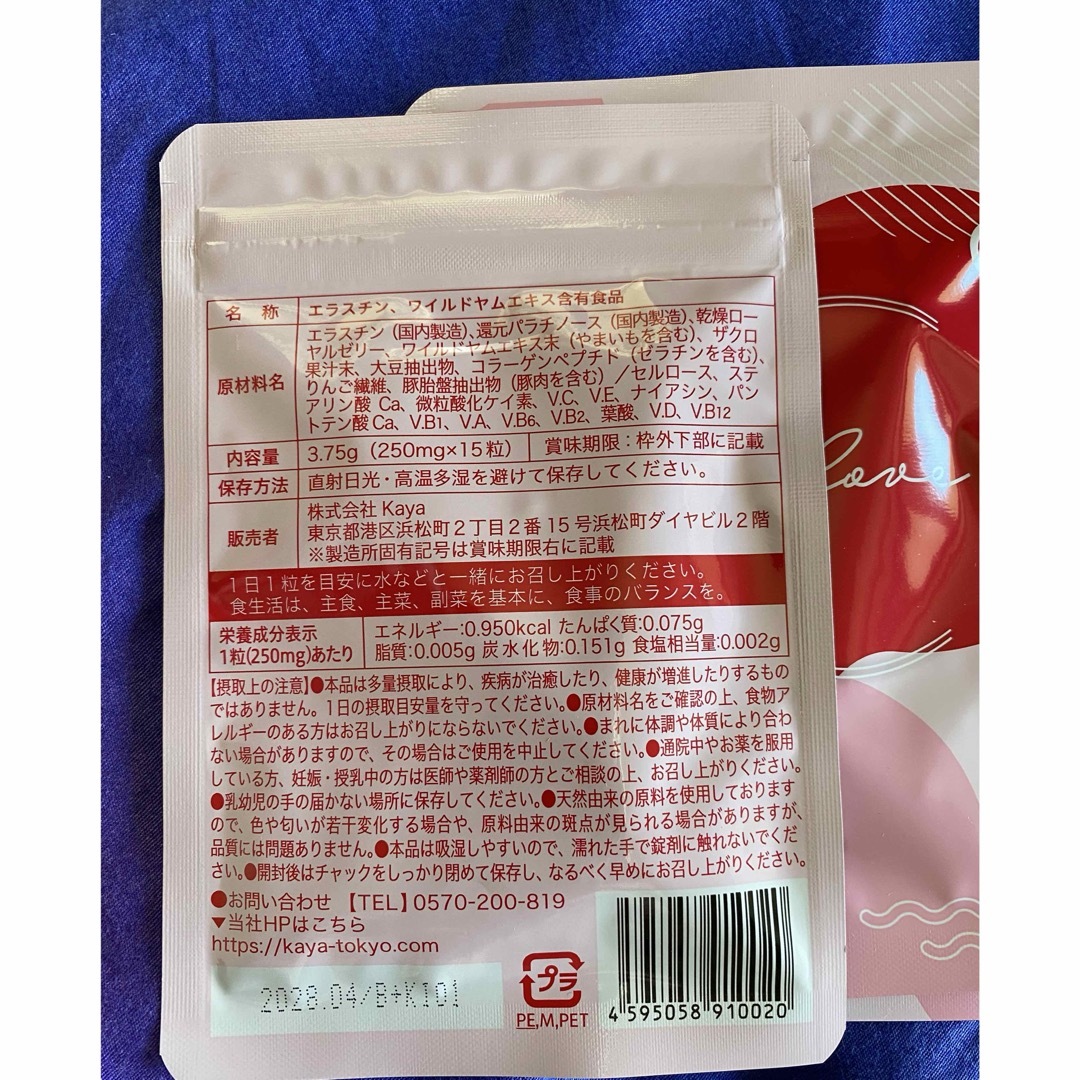 名 称 エラスチン、ワイルドヤムエキス含有食品
原材料名 エラスチン(国内製造)、還元パラチノース(国内製造)、乾燥ロー
ヤルゼリー、ワイルドヤムエキス末(やまいもを含む)、ザクロ
果汁末、大豆抽出物、コラーゲンペプチド(ゼラチンを含む)、
りんご繊維、豚胎盤抽出物(豚肉を含む)/セルロース、ステ
アリン酸 Ca、微粒酸化ケイ素、V.C、V.E、ナイアシン、パン
トテン酸Ca、V.B1、V.A、V.B6、V.B2、葉酸、V.D、V.B12
内容量 3.75g(250mg×15粒) 賞味期限:枠外下部に記載
保存方法 直射日光・高温多湿を避けて保存してください。
販売者 株式会社 Kaya
東京都港区浜松町2丁目2番15号浜松町ダイヤビル2階
※製造所固有記号は賞味期限右に記載
1日1粒を目安に水などと一緒にお召し上がりください。
食生活は、主食、主菜、副菜を基本に、食事のバランスを。
栄養成分表示 エネルギー:0.950kcal たんぱく質:0.075g
1粒(250mg)あたり 脂質:0.005g 炭水化物:0.151g 食塩相当量:0.002g
【摂取上の注意】●本品は多量摂取により、疾病が治癒したり、健康が増進したりするもの
ではありません。1日の摂取目安量を守ってください。●原材料名をご確認の上、食物ア
レルギーのある方はお召し上がりにならないでください。●まれに体調や体質により合わ
ない場合がありますので、その場合はご使用を中止してください。●通院中やお薬を服用
している方、妊娠・授乳中の方は医師や薬剤師の方とご相談の上、お召し上がりください。
●乳幼児の手の届かない場所に保存してください。●天然由来の原料を使用しております
ので、色や匂いが若干変化する場合や、原料由来の斑点が見られる場合がありますが、
品質には問題ありません。●本品は吸湿しやすいので、濡れた手で錠剤に触れないでくだ
さい。●開封後はチャックをしっかり閉めて保存し、なるべく早めにお召し上がりください。
●お問い合わせ 【TEL】0570-200-819
▼当社HPはこちら
https://kaya-tokyo.com
2028.04/B+K101
プラ
PE,M,PET
4 595058 910020
Love